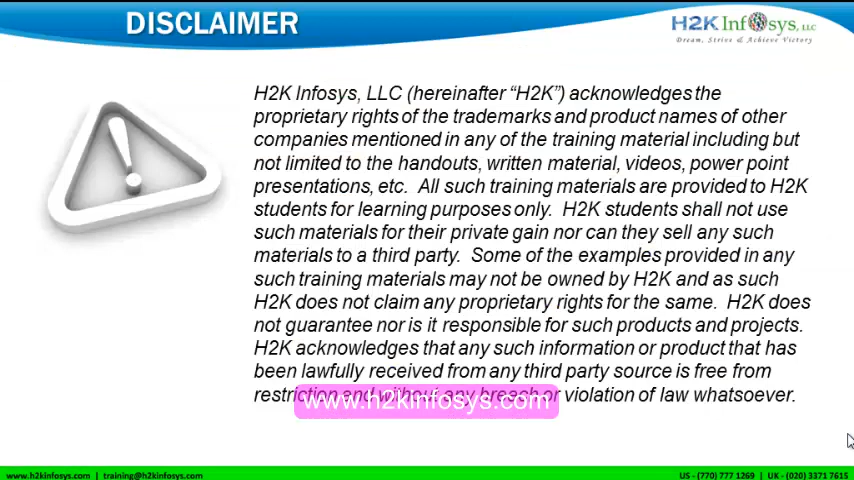 DISCLAIMER
H2K Infosys, LLC
Dream, Strive & Achieve Victory
H2K Infosys, LLC (hereinafter “H2K”) acknowledges the
proprietary rights of the trademarks and product names of other
companies mentioned in any of the training material including but
not limited to the handouts, written material, videos, power point
presentations, etc. All such training materials are provided to H2K
students for learning purposes only. H2K students shall not use
such materials for their private gain nor can they sell any such
materials to a third party. Some of the examples provided in any
such training materials may not be owned by H2K and as such
H2K does not claim any proprietary rights for the same. H2K does
not guarantee nor is it responsible for such products and projects.
H2K acknowledges that any such information or product that has
been lawfully received from any third party source is free from
restriction and without any breach or violation of law whatsoever.
www.h2kinfosys.com
www.h2kinfosys.com | training@h2kinfosys.com
US - (770) 777 1269 | UK - (020) 3371 7615